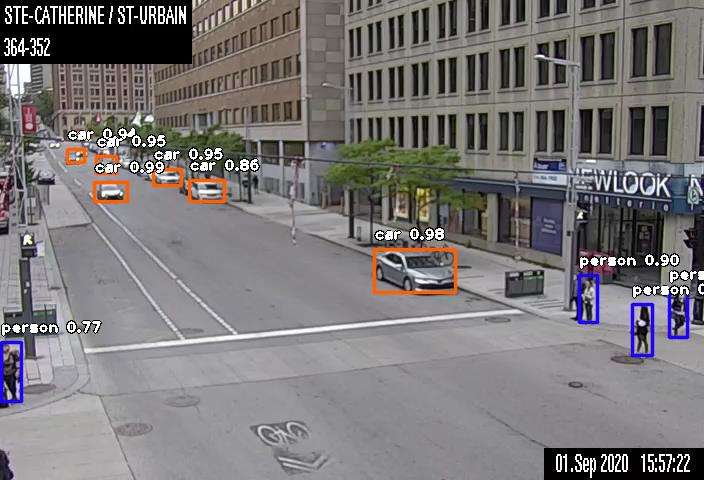 STE-CATHERINE / ST-URBAIN
364-352
car 0.94
car 0.95
car 0.99
car 0.95
car 0.86
car 0.98
NEWLOOK
person 0.90
person 0.77
01.Sep 2020 15:57:22